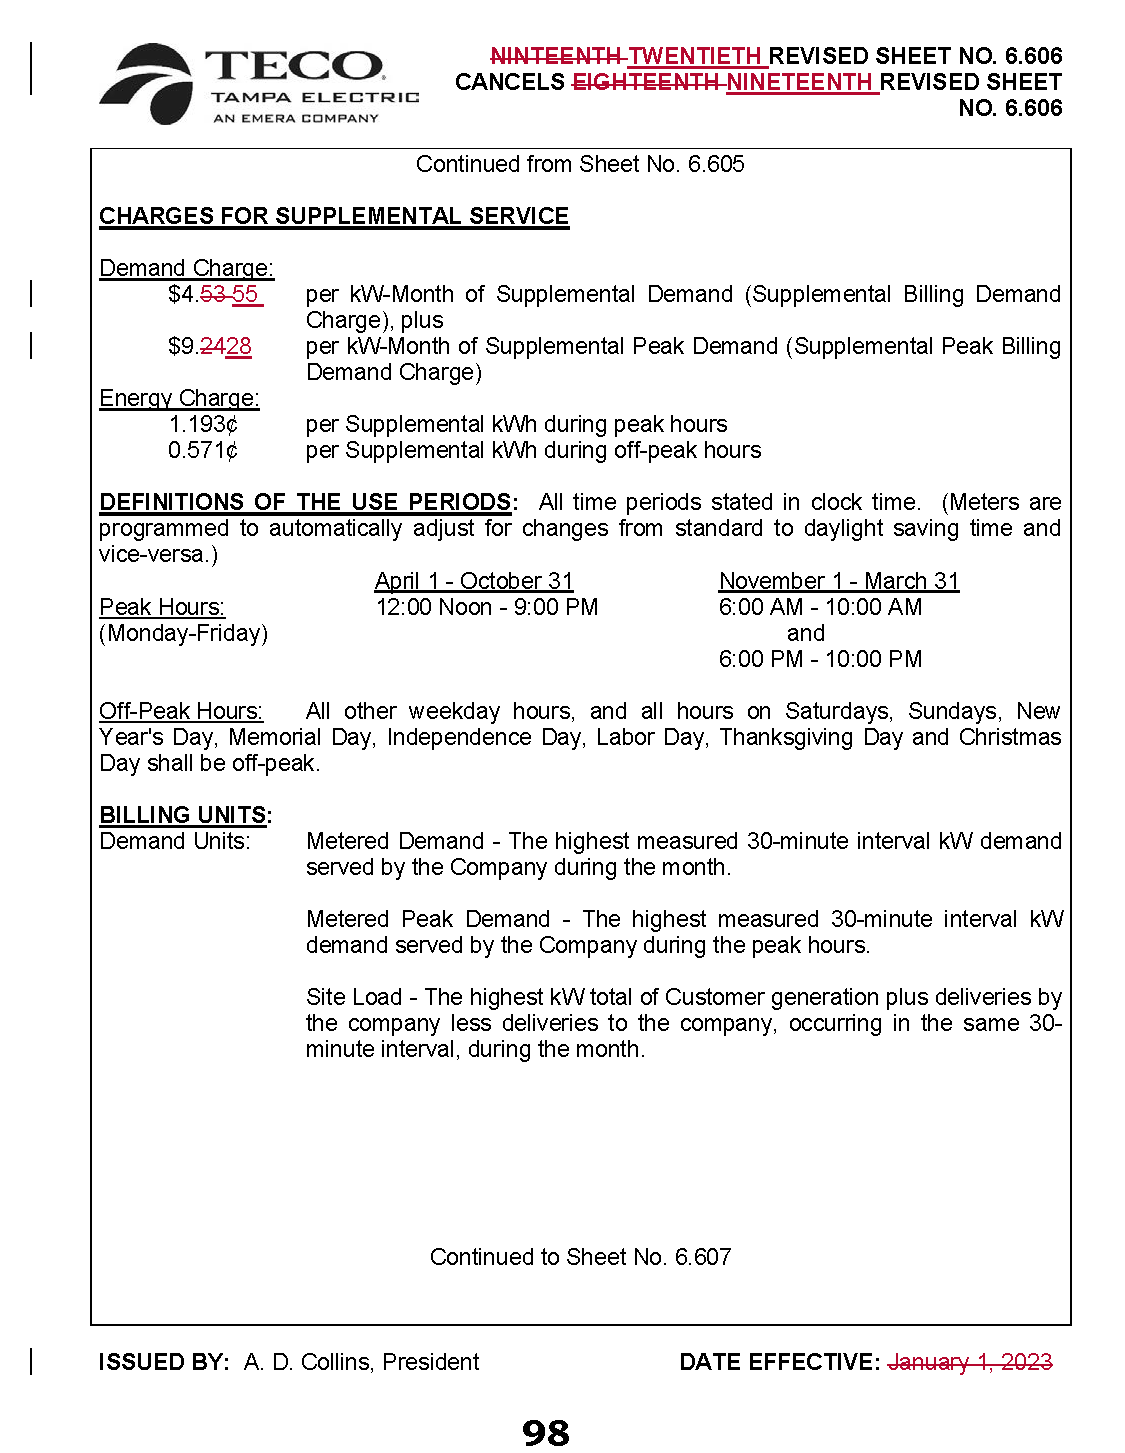 TECO®
TAMPA ELECTRIC
AN EMERA COMPANY
NINTEENTH TWENTIETH REVISED SHEET NO. 6.606
CANCELS EIGHTEENTH NINETEENTH REVISED SHEET
NO. 6.606
Continued from Sheet No. 6.605
CHARGES FOR SUPPLEMENTAL SERVICE
Demand Charge:
$4.53 55 per kW-Month of Supplemental Demand (Supplemental Billing Demand
Charge), plus
$9.2428 per kW-Month of Supplemental Peak Demand (Supplemental Peak Billing
Demand Charge)
Energy Charge:
1.193¢ per Supplemental kWh during peak hours
0.571¢ per Supplemental kWh during off-peak hours
DEFINITIONS OF THE USE PERIODS: All time periods stated in clock time. (Meters are
programmed to automatically adjust for changes from standard to daylight saving time and
vice-versa.)
April 1 - October 31 November 1 - March 31
Peak Hours: 12:00 Noon - 9:00 PM 6:00 AM - 10:00 AM
(Monday-Friday) and
6:00 PM - 10:00 PM
Off-Peak Hours: All other weekday hours, and all hours on Saturdays, Sundays, New
Year's Day, Memorial Day, Independence Day, Labor Day, Thanksgiving Day and Christmas
Day shall be off-peak.
BILLING UNITS:
Demand Units: Metered Demand - The highest measured 30-minute interval kW demand
served by the Company during the month.
Metered Peak Demand - The highest measured 30-minute interval kW
demand served by the Company during the peak hours.
Site Load - The highest kW total of Customer generation plus deliveries by
the company less deliveries to the company, occurring in the same 30-
minute interval, during the month.
Continued to Sheet No. 6.607
ISSUED BY: A. D. Collins, President DATE EFFECTIVE: January 1, 2023
98